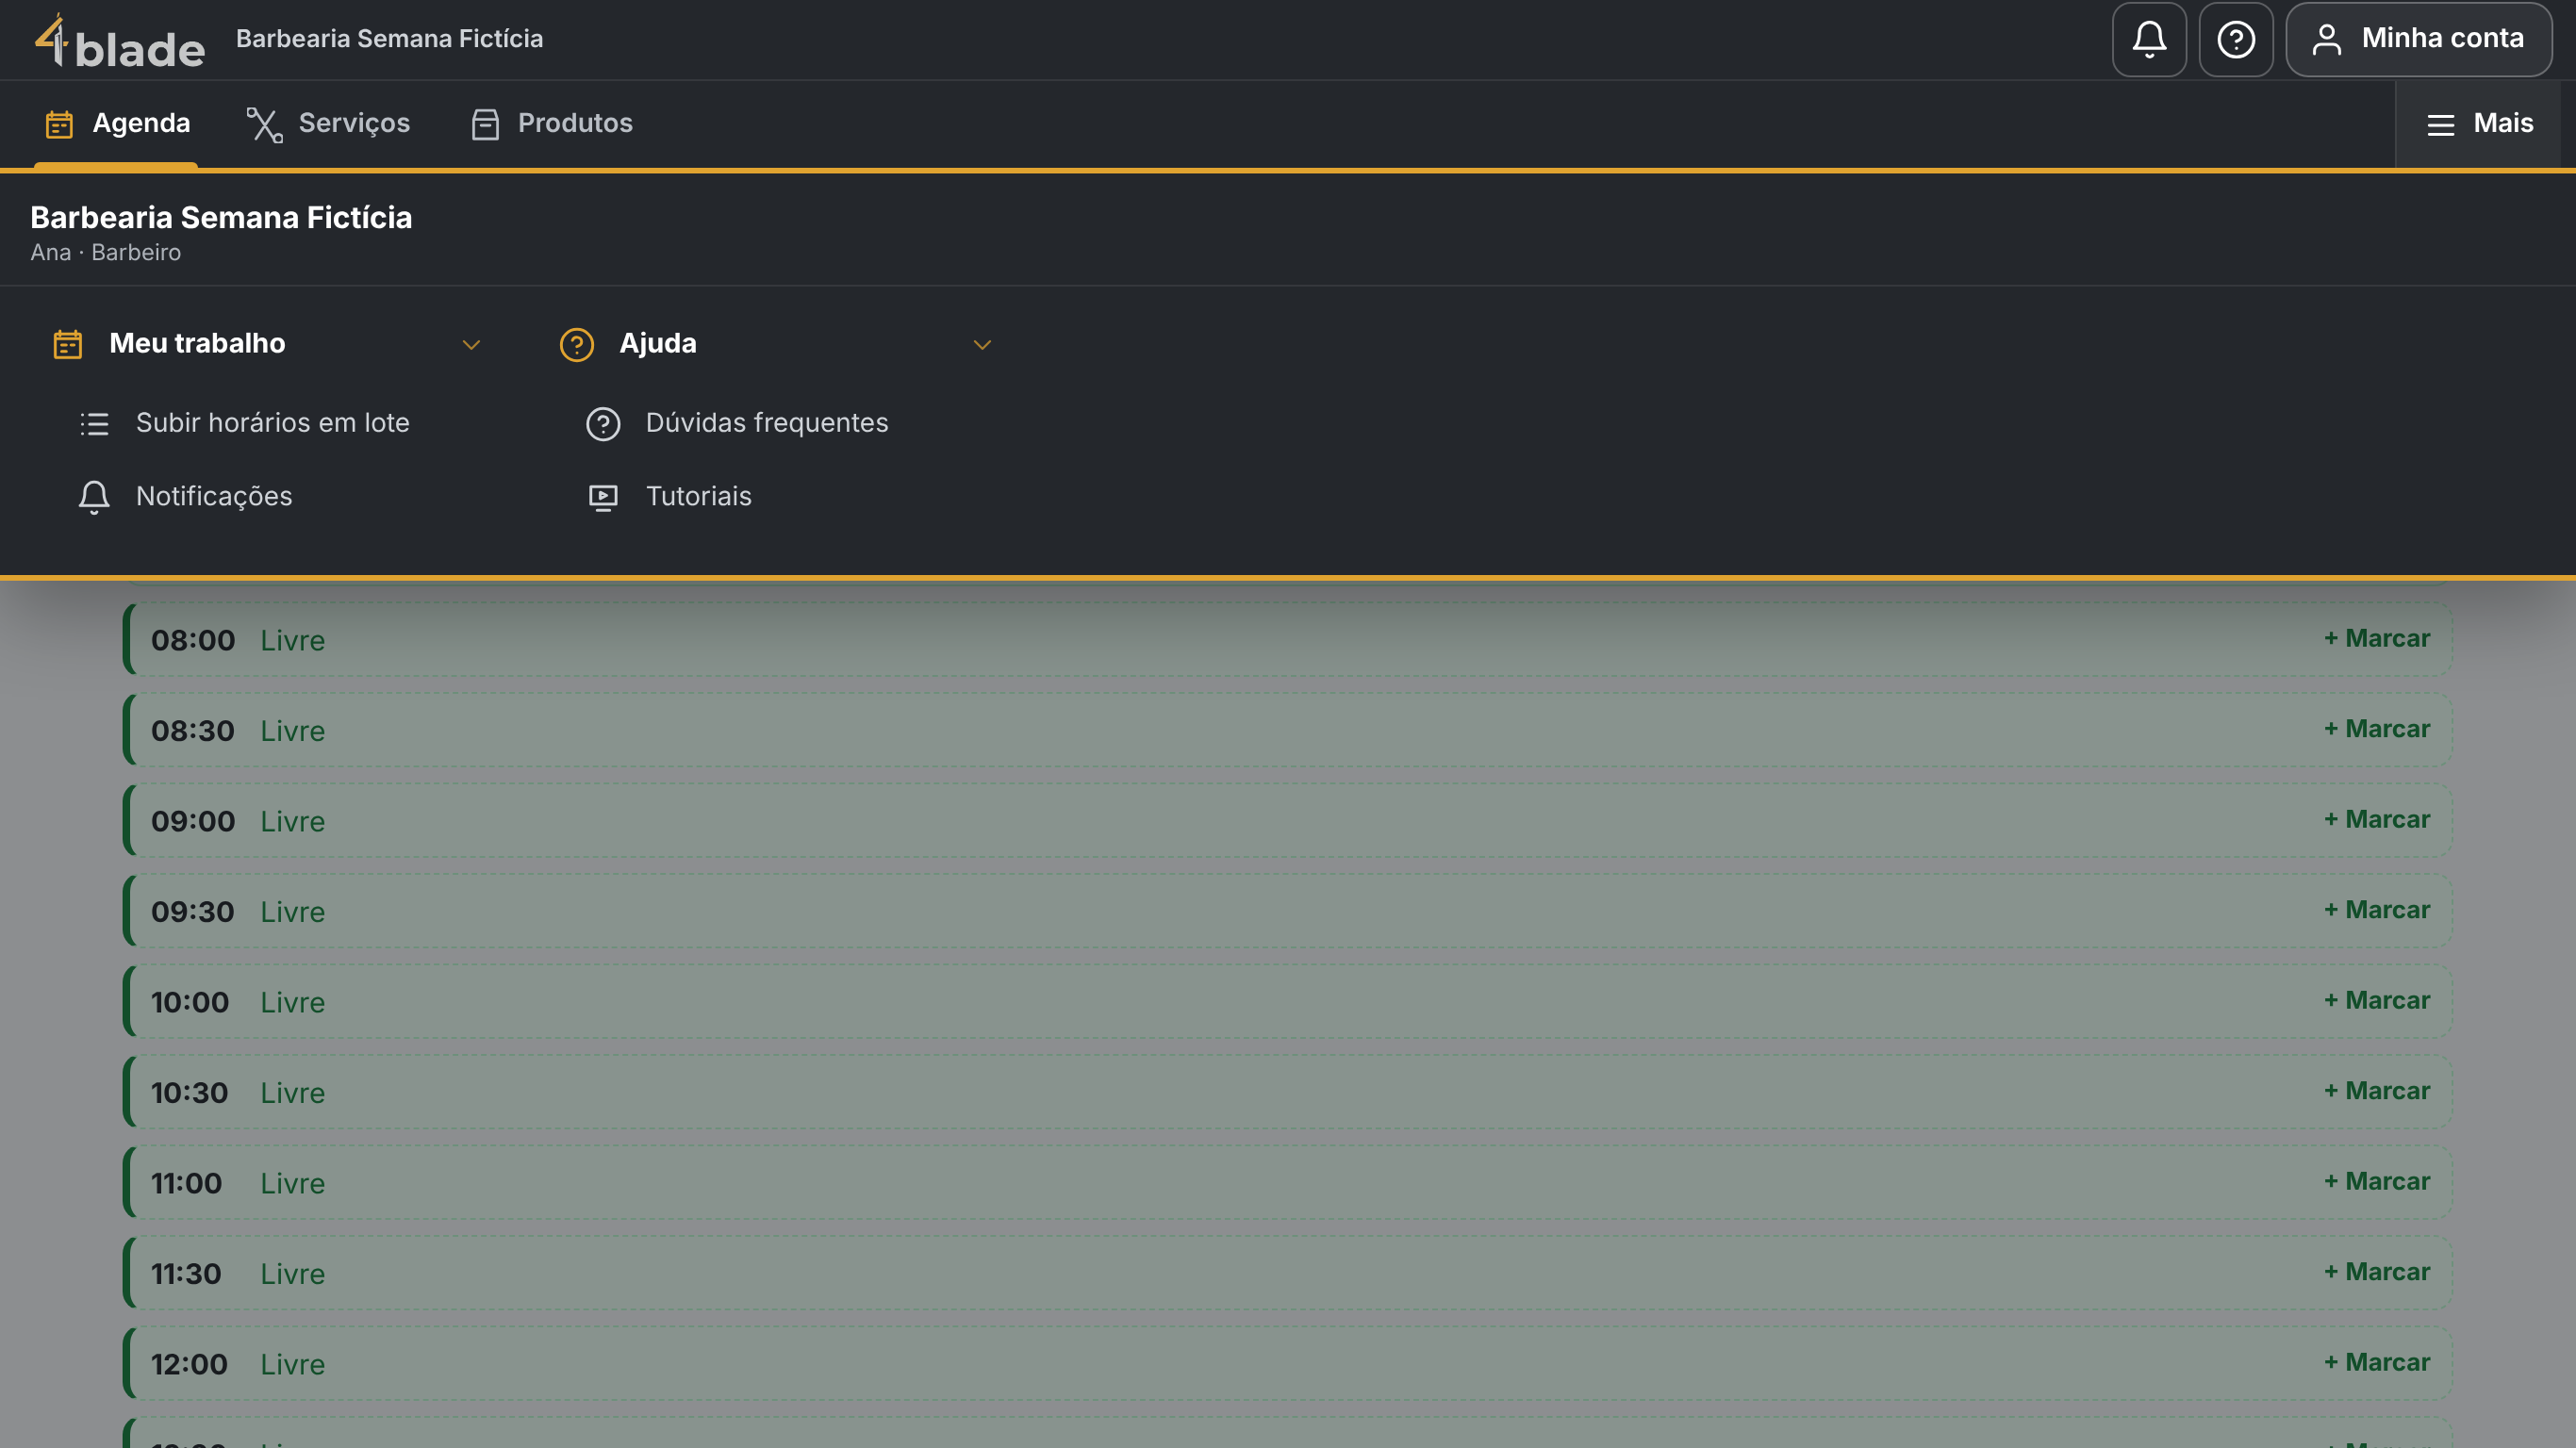 4blade
Barbearia Semana Fictícia
Minha conta
Agenda
Serviços
Produtos
Mais
Barbearia Semana Fictícia
Ana · Barbeiro
Meu trabalho
Subir horários em lote
Notificações
Ajuda
Dúvidas frequentes
Tutoriais
08:00 Livre + Marcar
08:30 Livre + Marcar
09:00 Livre + Marcar
09:30 Livre + Marcar
10:00 Livre + Marcar
10:30 Livre + Marcar
11:00 Livre + Marcar
11:30 Livre + Marcar
12:00 Livre + Marcar